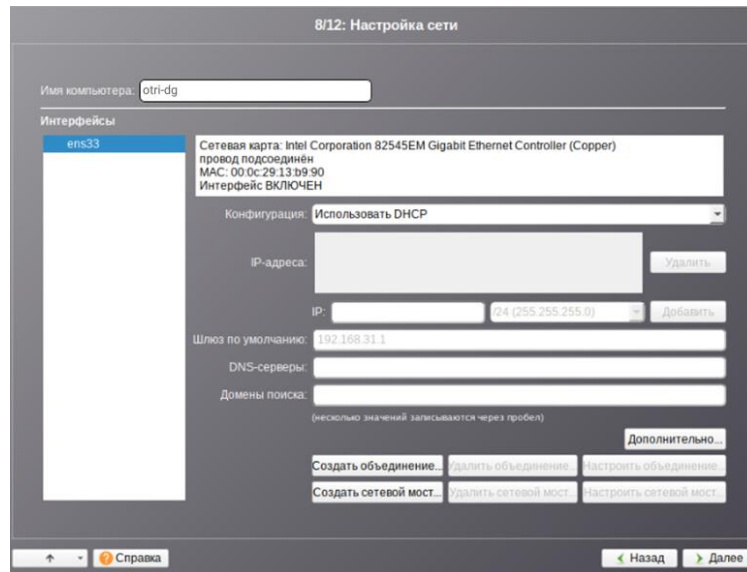 8/12: Настройка сети
Имя компьютера: otri-dg
Интерфейсы
ens33
Сетевая карта: Intel Corporation 82545EM Gigabit Ethernet Controller (Copper)
провод подсоединён
MAC: 00:0c:29:13:b9:90
Интерфейс ВКЛЮЧЕН
Конфигурация: Использовать DHCP
IP-адреса:
Удалить
IP: /24 (255.255.255.0) Добавить
Шлюз по умолчанию: 192.168.31.1
DNS-серверы:
Домены поиска:
(несколько значений записываются через пробел)
Дополнительно...
Создать объединение... Удалить объединение... Настроить объединение...
Создать сетевой мост... Удалить сетевой мост... Настроить сетевой мост...
Справка Назад Далее